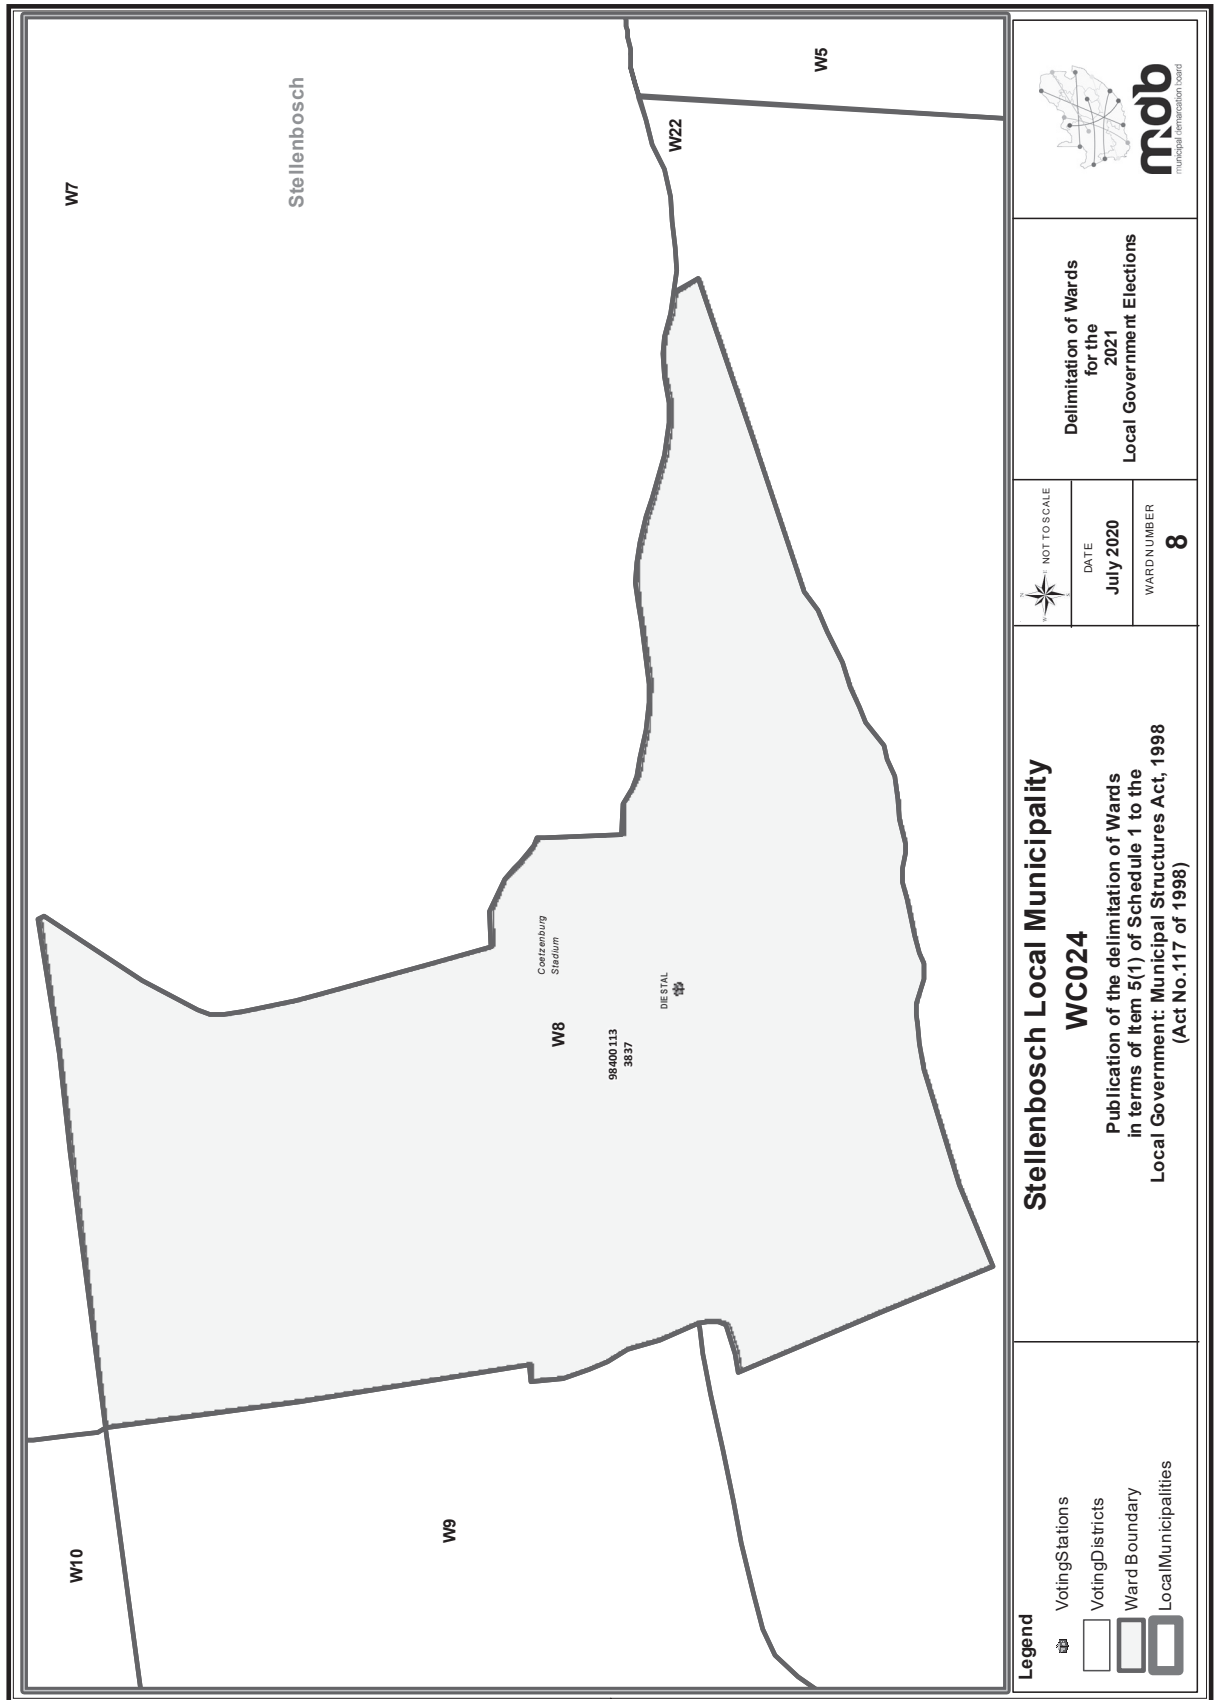 W7
Stellenbosch
W5
W22
W10
W9
W8
Coetzenburg
Stadium
DIE STAL
98400113
3837
Legend
VotingStations
VotingDistricts
Ward Boundary
LocalMunicipalities
Stellenbosch Local Municipality
WC024
Publication of the delimitation of Wards
in terms of Item 5(1) of Schedule 1 to the
Local Government: Municipal Structures Act, 1998
(Act No.117 of 1998)
N
W
E
S
NOT TO SCALE
DATE
July 2020
WARD NUMBER
8
Delimitation of Wards
for the
2021
Local Government Elections
mdb
municipal demarcation board